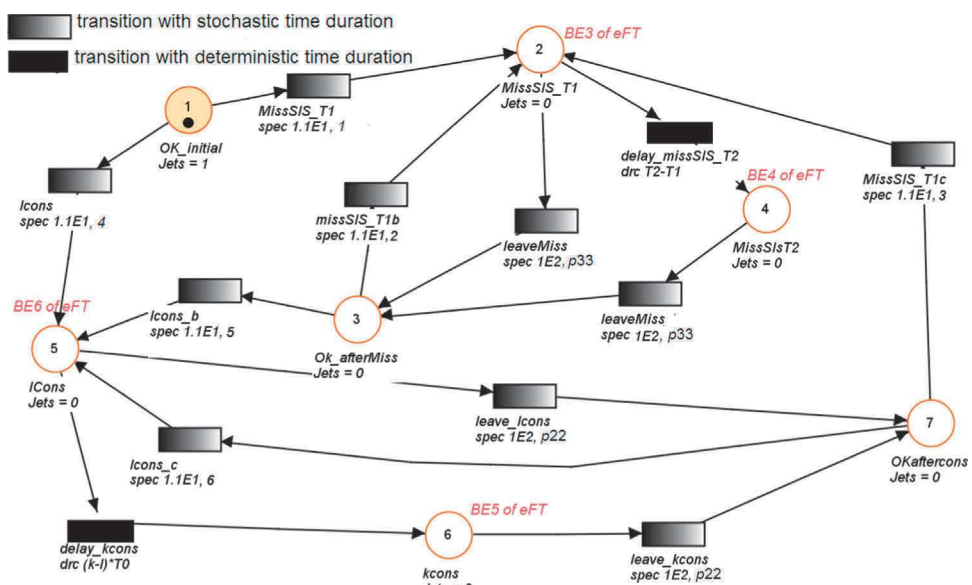 transition with stochastic time duration
transition with deterministic time duration
BE3 of eFT
2
MissSIS_T1
Jets = 0
1
OK_initial
Jets = 1
MissSIS_T1
spec 1.1E1, 1
delay_missSIS_T2
drc T2-T1
BE4 of eFT
4
MissSIsT2
Jets = 0
MissSIS_T1c
spec 1.1E1, 3
Icons
spec 1.1E1, 4
missSIS_T1b
spec 1.1E1,2
leaveMiss
spec 1E2, p33
leaveMiss
spec 1E2, p33
Icons_b
spec 1.1E1, 5
3
Ok_afterMiss
Jets = 0
BE6 of eFT
5
ICons
Jets = 0
leave_Icons
spec 1E2, p22
7
OKaftercons
Jets = 0
Icons_c
spec 1.1E1, 6
delay_kcons
drc (k-l)*T0
BE5 of eFT
6
kcons
leave_kcons
spec 1E2, p22